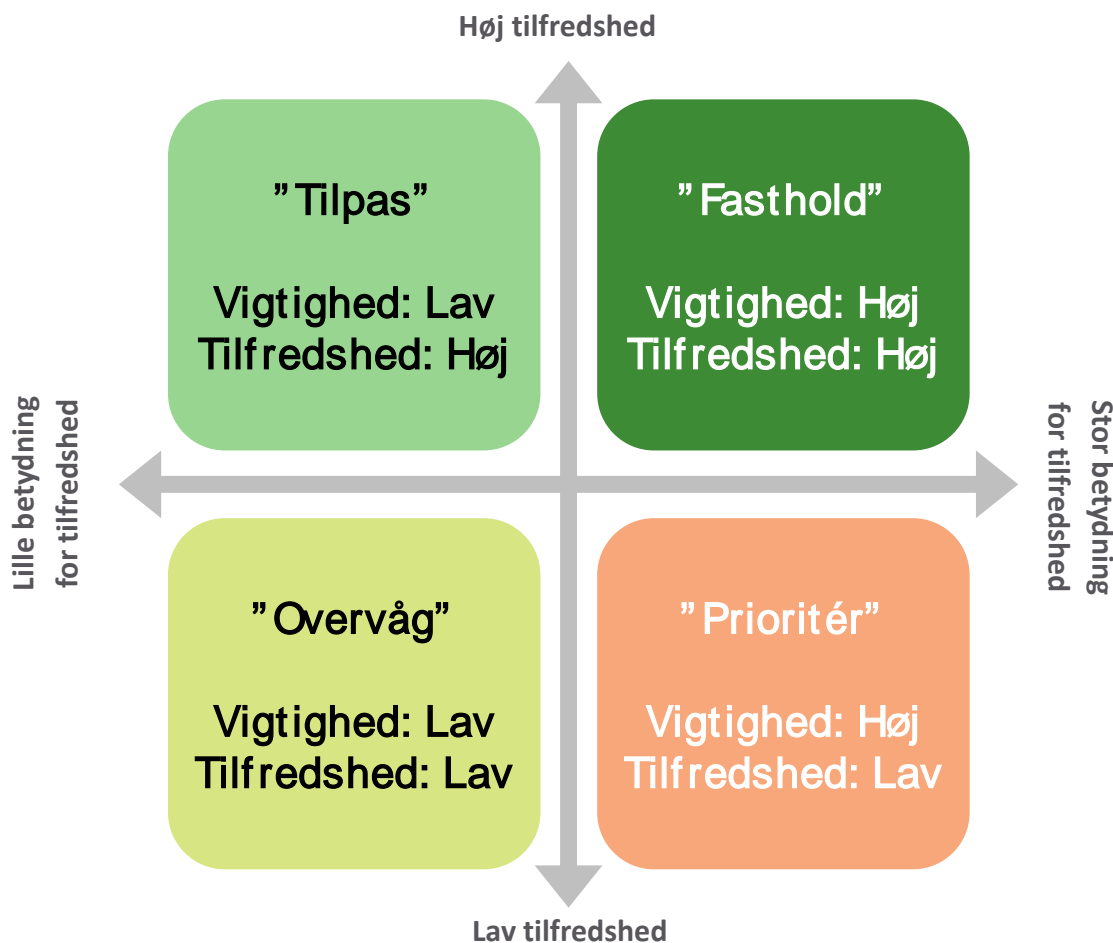 Høj tilfredshed
”Tilpas”
Vigtighed: Lav
Tilfredshed: Høj
”Fasthold”
Vigtighed: Høj
Tilfredshed: Høj
Lille betydning
for tilfredshed
Stor betydning
for tilfredshed
”Overvåg”
Vigtighed: Lav
Tilfredshed: Lav
”Prioritér”
Vigtighed: Høj
Tilfredshed: Lav
Lav tilfredshed